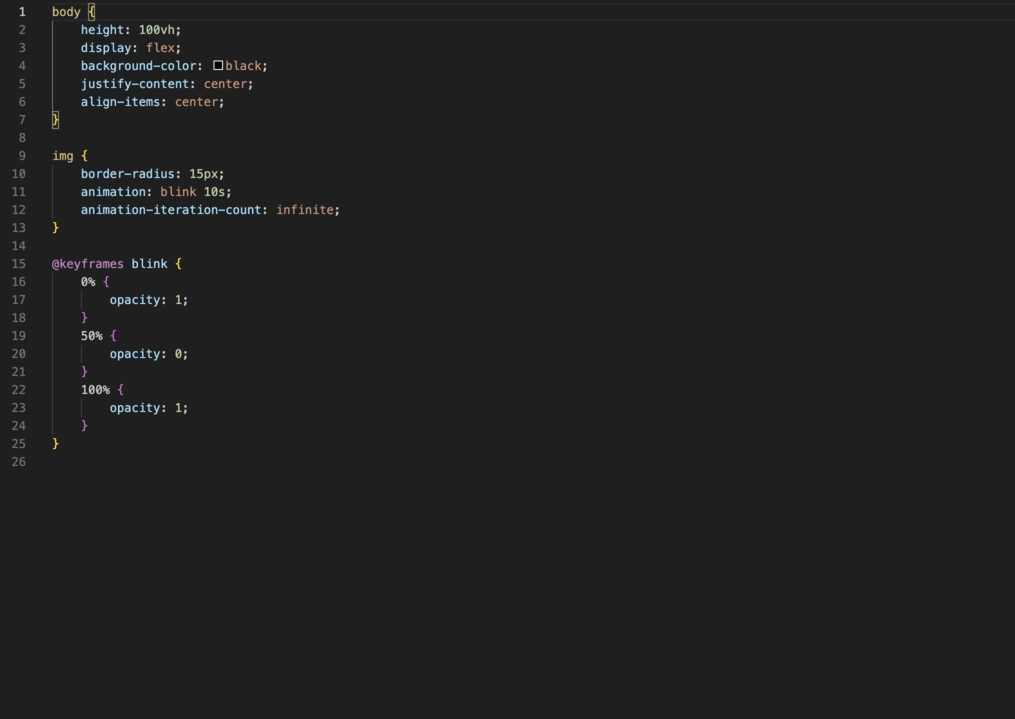 1 body {
2     height: 100vh;
3     display: flex;
4     background-color: black;
5     justify-content: center;
6     align-items: center;
7 }
8
9 img {
10     border-radius: 15px;
11     animation: blink 10s;
12     animation-iteration-count: infinite;
13 }
14
15 @keyframes blink {
16     0% {
17         opacity: 1;
18     }
19     50% {
20         opacity: 0;
21     }
22     100% {
23         opacity: 1;
24     }
25 }
26